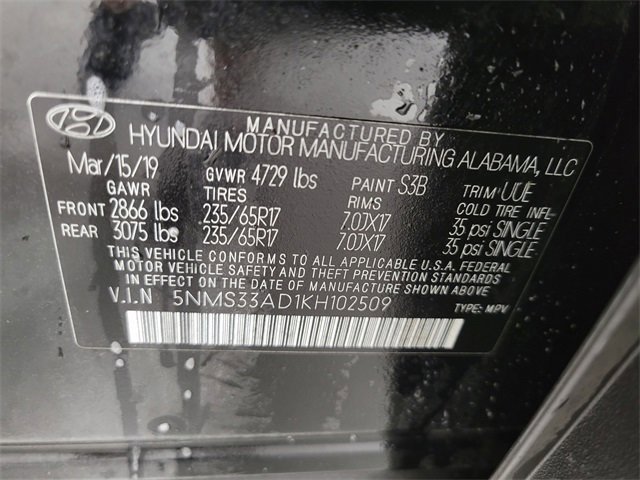 MANUFACTURED BY
HYUNDAI MOTOR MANUFACTURING ALABAMA, LLC
Mar/15/19 GVWR 4729 lbs PAINT S3B TRIM UUE
GAWR TIRES RIMS COLD TIRE INFL
FRONT 2866 lbs 235/65R17 7.0JX17 35 psi SINGLE
REAR 3075 lbs 235/65R17 7.0JX17 35 psi SINGLE
THIS VEHICLE CONFORMS TO ALL APPLICABLE U.S.A. FEDERAL
MOTOR VEHICLE SAFETY AND THEFT PREVENTION STANDARDS
IN EFFECT ON THE DATE OF MANUFACTURE SHOWN ABOVE.
V.I.N 5NMS33AD1KH102509 TYPE: MPV